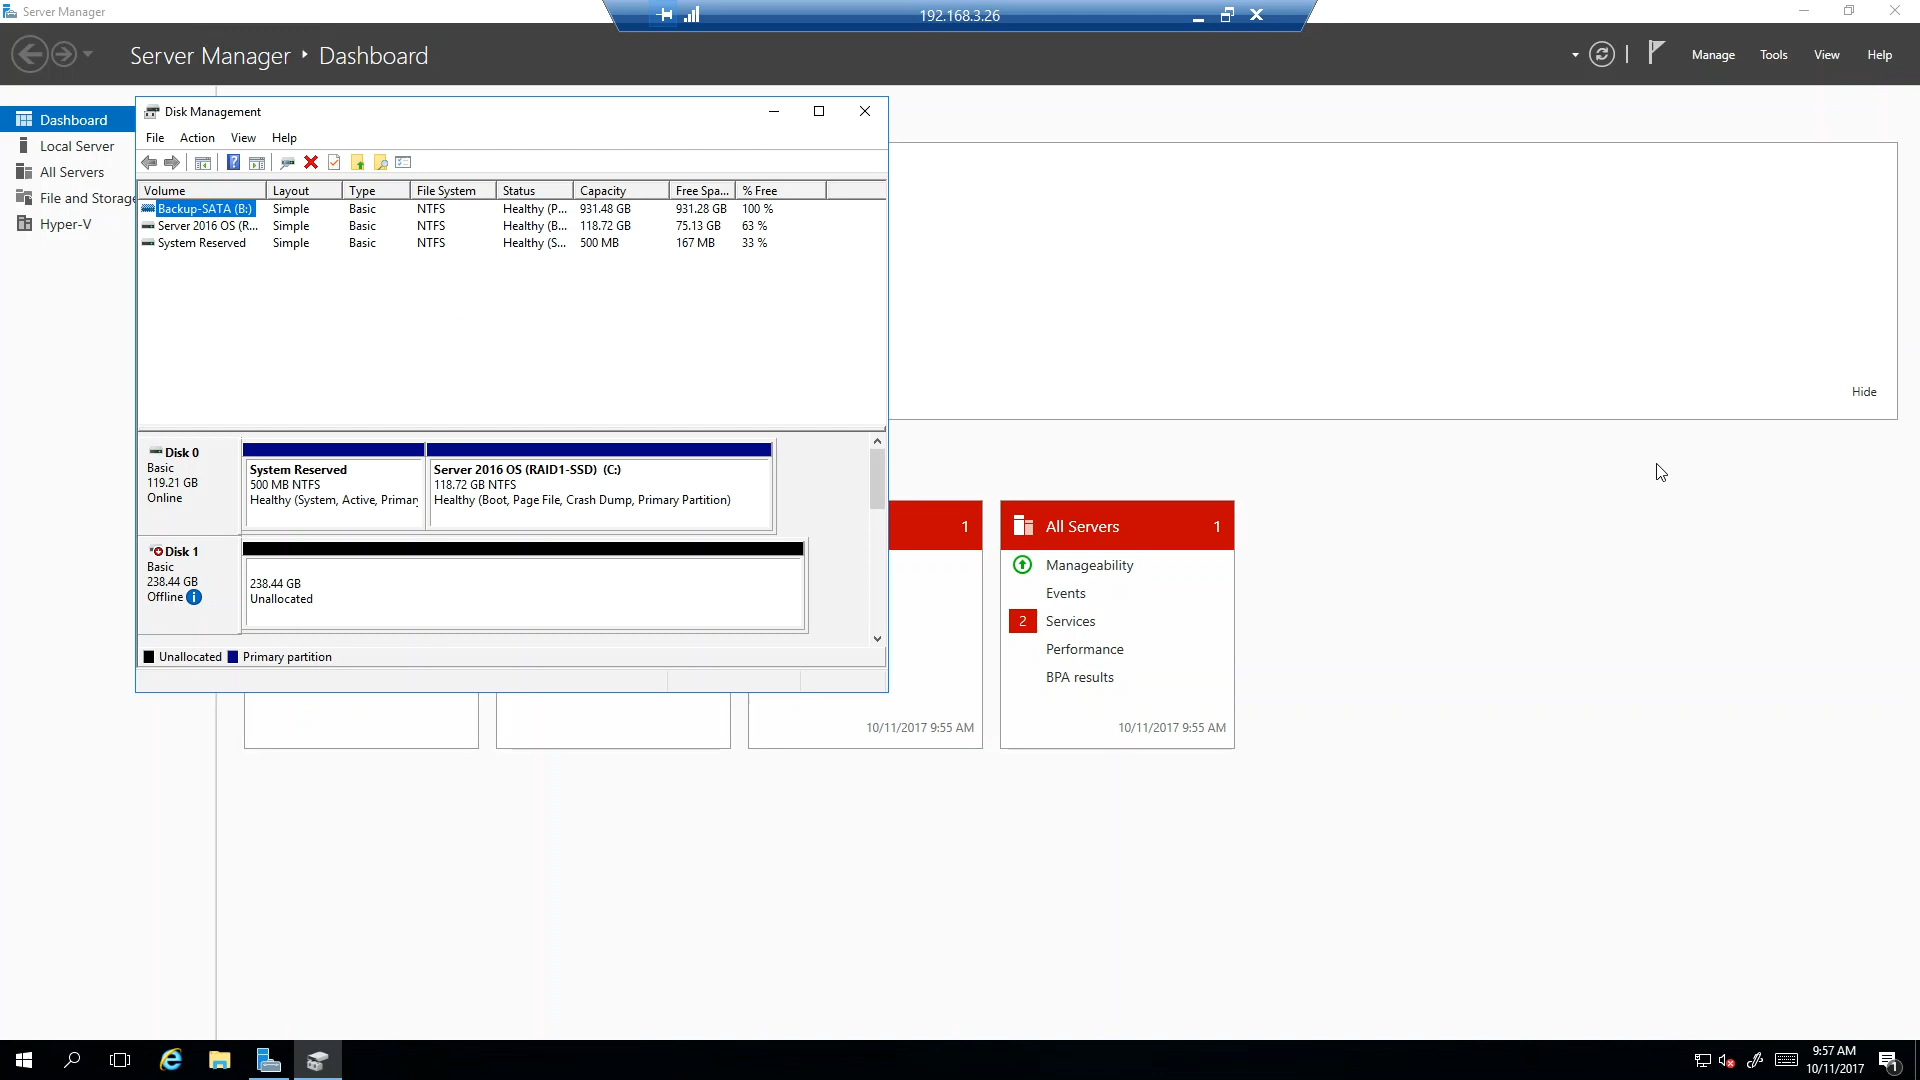 Server Manager
192.168.3.26
Server Manager ‣ Dashboard
Manage Tools View Help
Dashboard
Local Server
All Servers
File and Storage
Hyper-V
Disk Management
File Action View Help
Volume Layout Type File System Status Capacity Free Spa... % Free
Backup-SATA (B:) Simple Basic NTFS Healthy (P... 931.48 GB 931.28 GB 100 %
Server 2016 OS (R... Simple Basic NTFS Healthy (B... 118.72 GB 75.13 GB 63 %
System Reserved Simple Basic NTFS Healthy (S... 500 MB 167 MB 33 %
Hide
Disk 0
Basic
119.21 GB
Online
System Reserved
500 MB NTFS
Healthy (System, Active, Primar
Server 2016 OS (RAID1-SSD) (C:)
118.72 GB NTFS
Healthy (Boot, Page File, Crash Dump, Primary Partition)
Disk 1
Basic
238.44 GB
Offline
238.44 GB
Unallocated
Unallocated Primary partition
1
10/11/2017 9:55 AM
All Servers 1
Manageability
Events
2 Services
Performance
BPA results
10/11/2017 9:55 AM
9:57 AM
10/11/2017
1